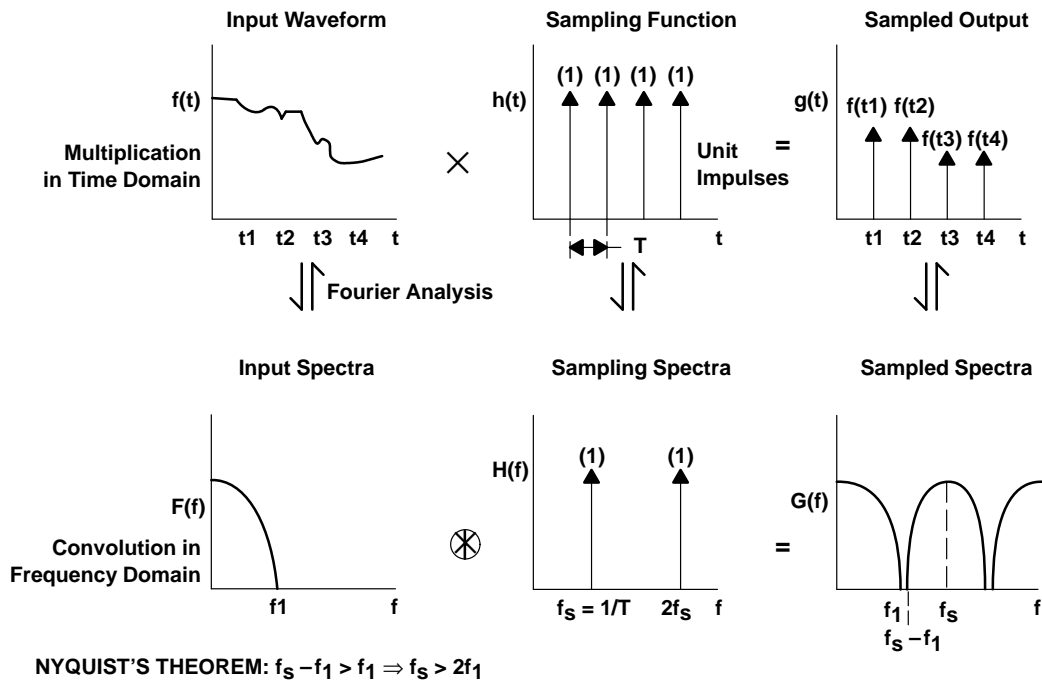 Input Waveform
Sampling Function
Sampled Output
f(t)
Multiplication
in Time Domain
t1 t2 t3 t4 t
×
h(t)
(1) (1) (1) (1)
Unit
Impulses
T
t
=
g(t)
f(t1) f(t2)
f(t3) f(t4)
t1 t2 t3 t4 t
Fourier Analysis
Input Spectra
Sampling Spectra
Sampled Spectra
F(f)
Convolution in
Frequency Domain
f1 f
H(f)
(1) (1)
fS = 1/T 2fS f
=
G(f)
f1 fS f
fS – f1
NYQUIST'S THEOREM: fS – f1 > f1 ⇒ fS > 2f1